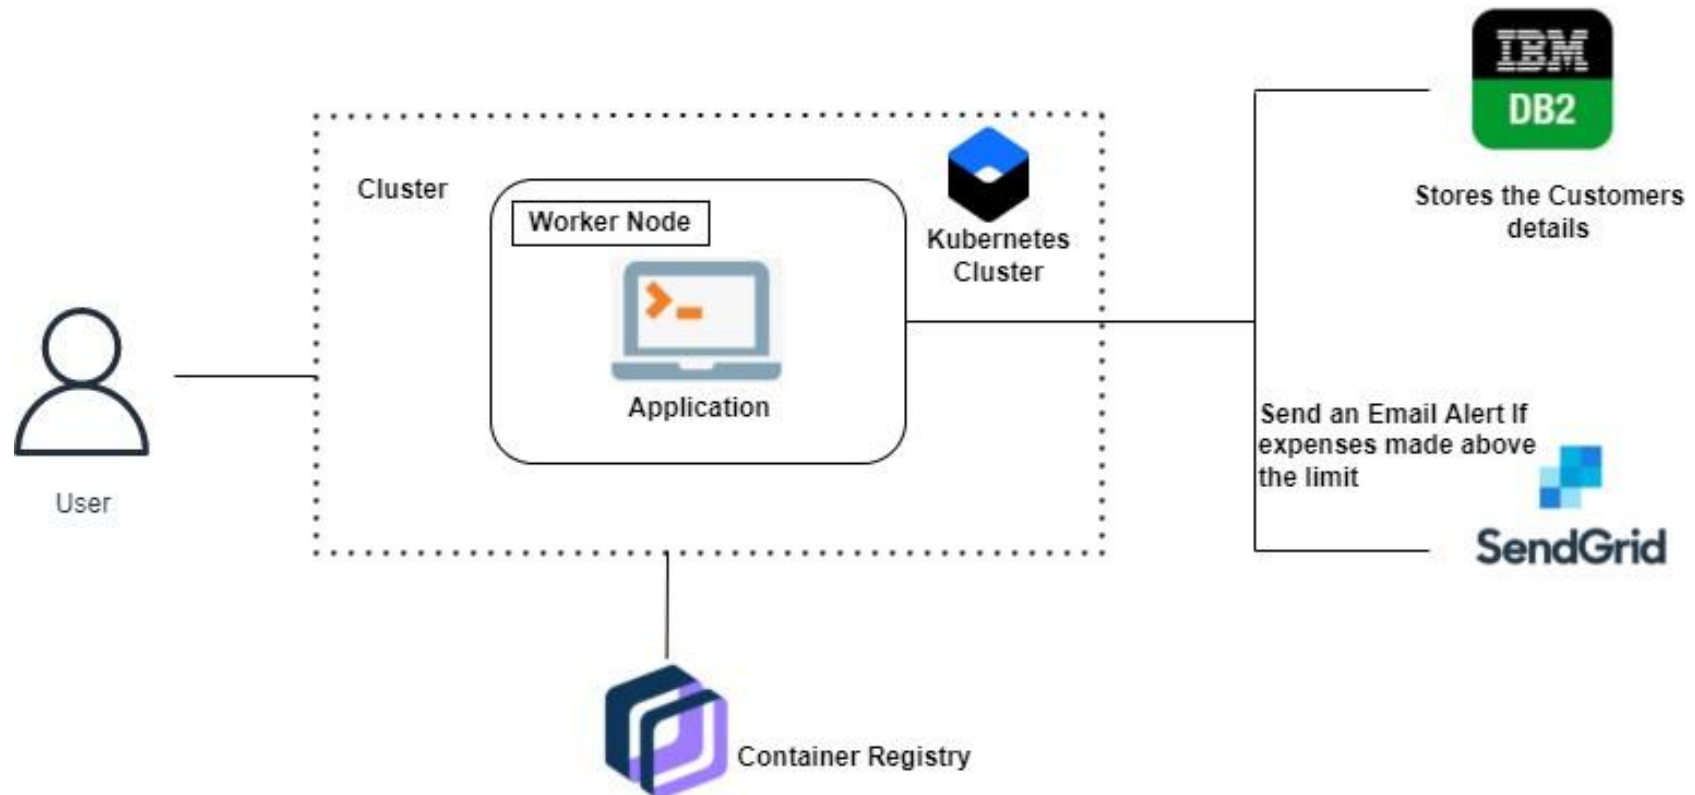 IBM
DB2
Stores the Customers
details
Cluster
Worker Node
Kubernetes
Cluster
Application
User
Send an Email Alert If
expenses made above
the limit
SendGrid
Container Registry